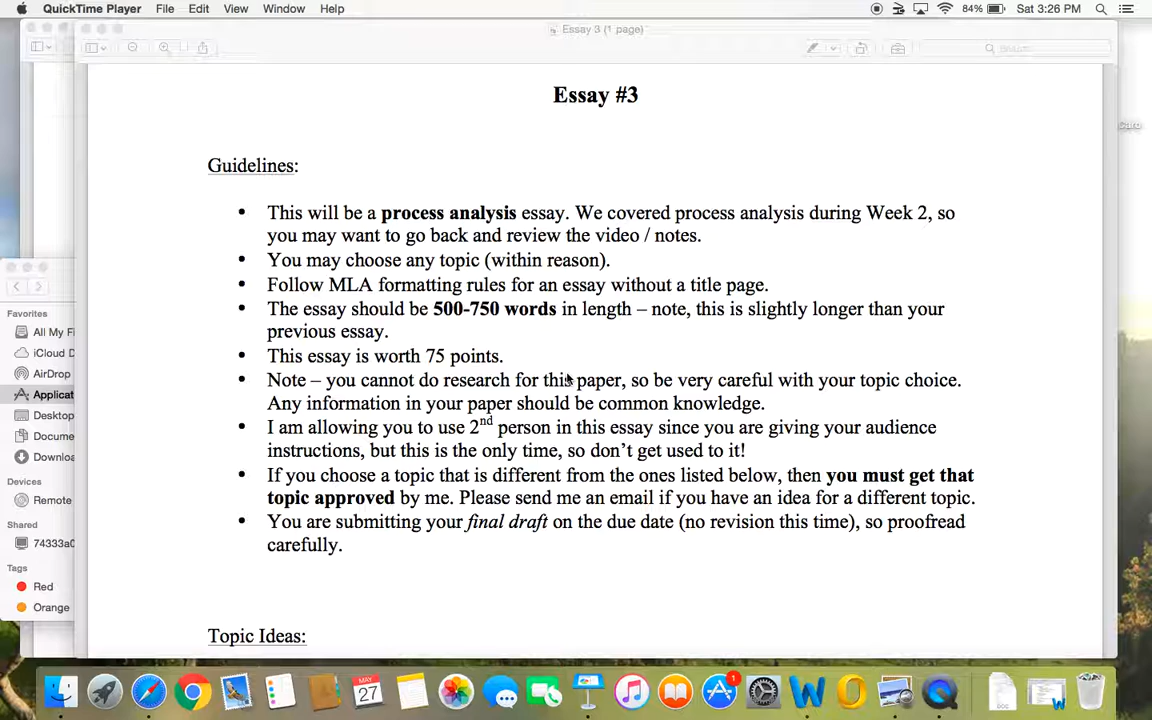 QuickTime Player File Edit View Window Help 84% Sat 3:26 PM
Essay 3 (1 page)
Search
Essay #3
Guidelines:
• This will be a process analysis essay. We covered process analysis during Week 2, so
you may want to go back and review the video / notes.
• You may choose any topic (within reason).
• Follow MLA formatting rules for an essay without a title page.
• The essay should be 500-750 words in length – note, this is slightly longer than your
previous essay.
• This essay is worth 75 points.
• Note – you cannot do research for this paper, so be very careful with your topic choice.
Any information in your paper should be common knowledge.
• I am allowing you to use 2nd person in this essay since you are giving your audience
instructions, but this is the only time, so don’t get used to it!
• If you choose a topic that is different from the ones listed below, then you must get that
topic approved by me. Please send me an email if you have an idea for a different topic.
• You are submitting your final draft on the due date (no revision this time), so proofread
carefully.
Topic Ideas:
Favorites
All My Fi
iCloud D
AirDrop
Applicat
Desktop
Docume
Downloa
Devices
Remote
Shared
74333a0
Tags
Red
Orange
MAY
27
1